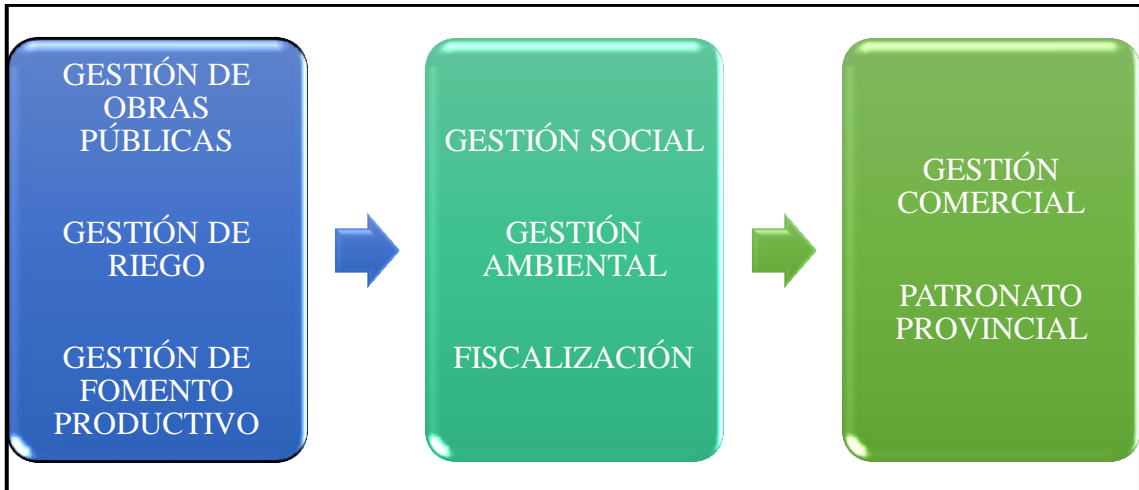 GESTIÓN DE
OBRAS
PÚBLICAS
GESTIÓN DE
RIEGO
GESTIÓN DE
FOMENTO
PRODUCTIVO
GESTIÓN SOCIAL
GESTIÓN
AMBIENTAL
FISCALIZACIÓN
GESTIÓN
COMERCIAL
PATRONATO
PROVINCIAL